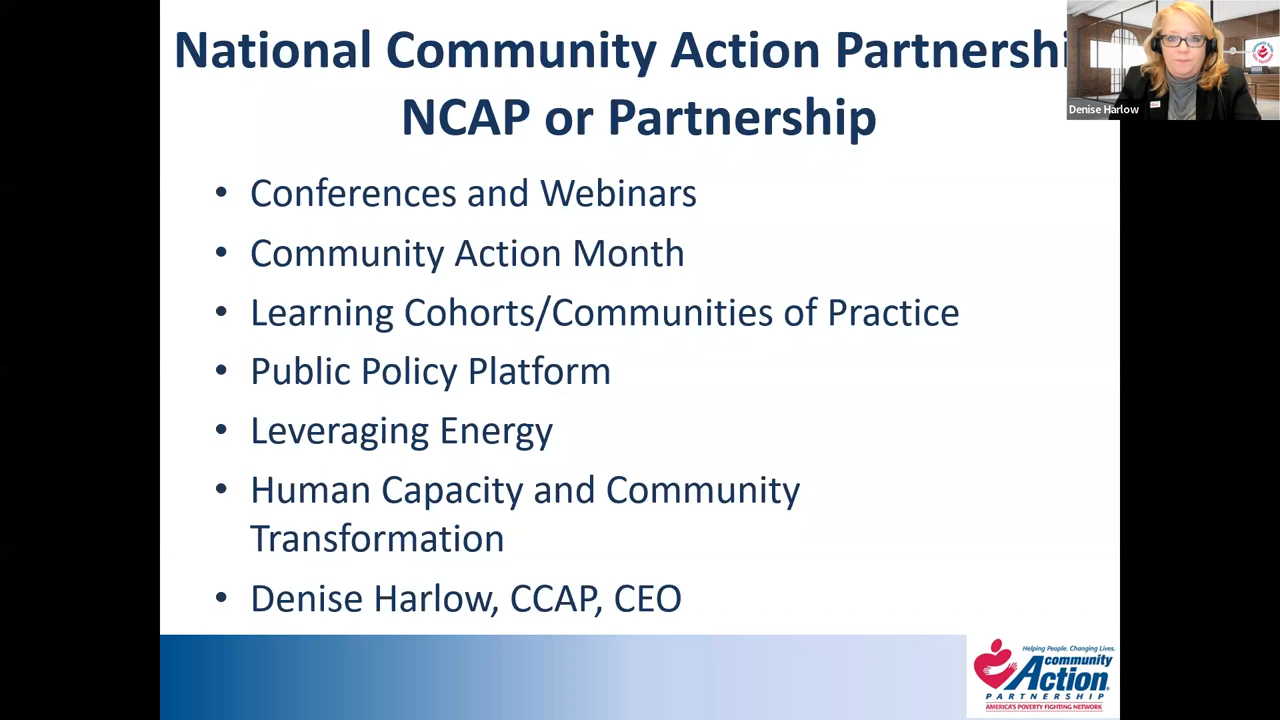 National Community Action Partnershi
NCAP or Partnership
Denise Harlow
• Conferences and Webinars
• Community Action Month
• Learning Cohorts/Communities of Practice
• Public Policy Platform
• Leveraging Energy
• Human Capacity and Community
Transformation
• Denise Harlow, CCAP, CEO
Helping People. Changing Lives.
community
Action
PARTNERSHIP
AMERICA'S POVERTY FIGHTING NETWORK